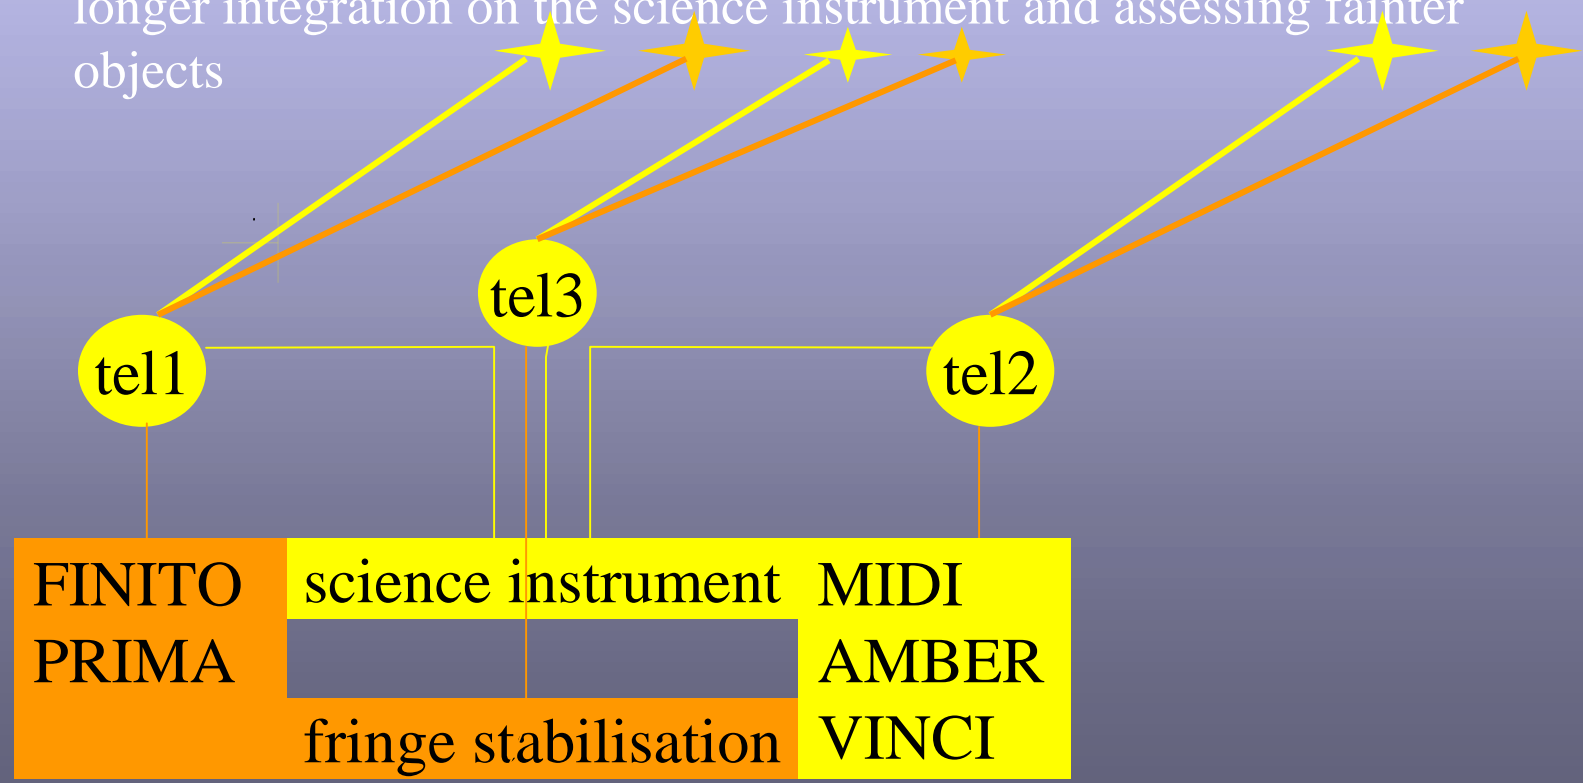 longer integration on the science instrument and assessing fainter
objects
tel3
tel1
tel2
FINITO
PRIMA
science instrument
fringe stabilisation
MIDI
AMBER
VINCI